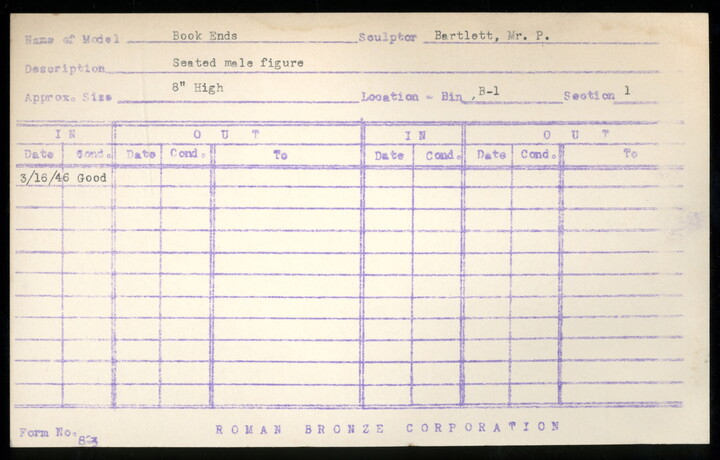 Name of Model Book Ends Sculptor Bartlett, Mr. P.
Description Seated male figure
Approx. Size 8" High Location - Bin B-1 Section 1
IN OUT IN OUT
Date Cond. Date Cond. To Date Cond. Date Cond. To
3/16/46 Good
Form No. 823 ROMAN BRONZE CORPORATION